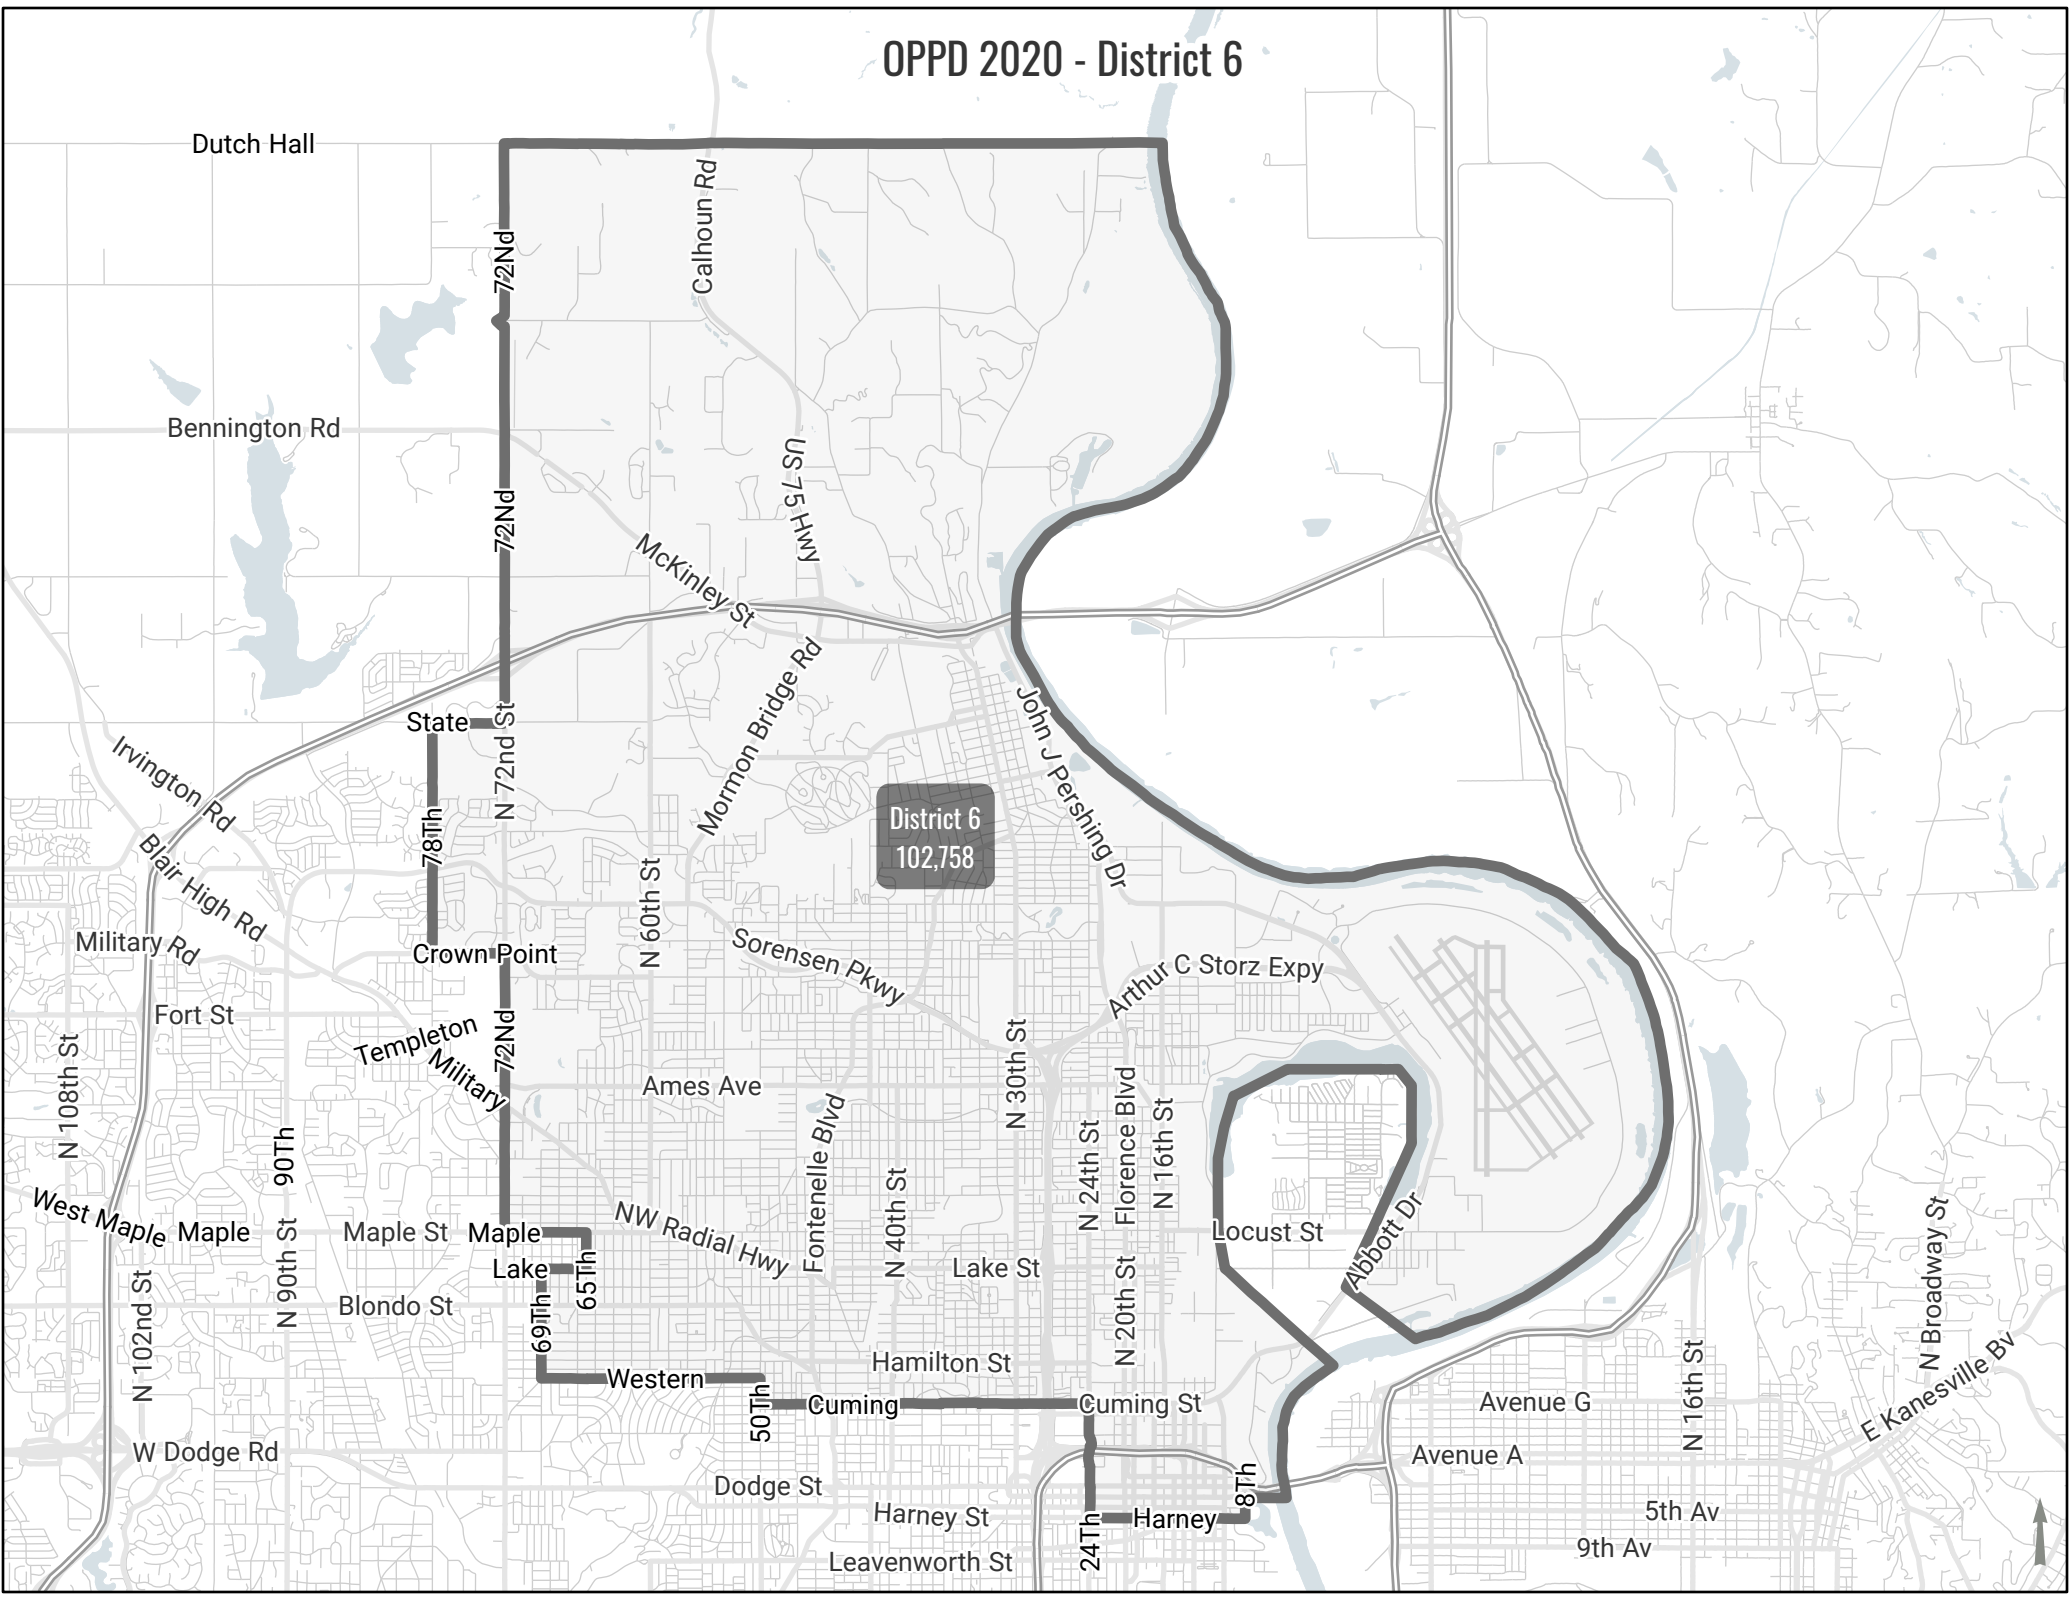 OPPD 2020 - District 6
Dutch Hall
Calhoun Rd
72Nd
Bennington Rd
US-75 Hwy
72Nd
McKinley St
Mormon Bridge Rd
State
N 72nd St
John J Pershing Dr
Irvington Rd
78Th
District 6
102,758
Blair High Rd
N 60th St
Military Rd
Crown Point
Sorensen Pkwy
Arthur C Storz Expy
Fort St
Templeton
72Nd
Military
N 108th St
Ames Ave
N 30th St
Fontenelle Blvd
Florence Blvd
N 24th St
N 16th St
90Th
N 40th St
West Maple
Maple
Maple St
Maple
NW Radial Hwy
Locust St
Abbott Dr
N Broadway St
Lake
65Th
Lake St
N 90th St
N 102nd St
Blondo St
69Th
N 20th St
Hamilton St
Western
N 16th St
E Kanesville Bv
50Th
Cuming
Cuming St
Avenue G
W Dodge Rd
Avenue A
Dodge St
8Th
Harney St
24Th
Harney
5th Av
Leavenworth St
9th Av